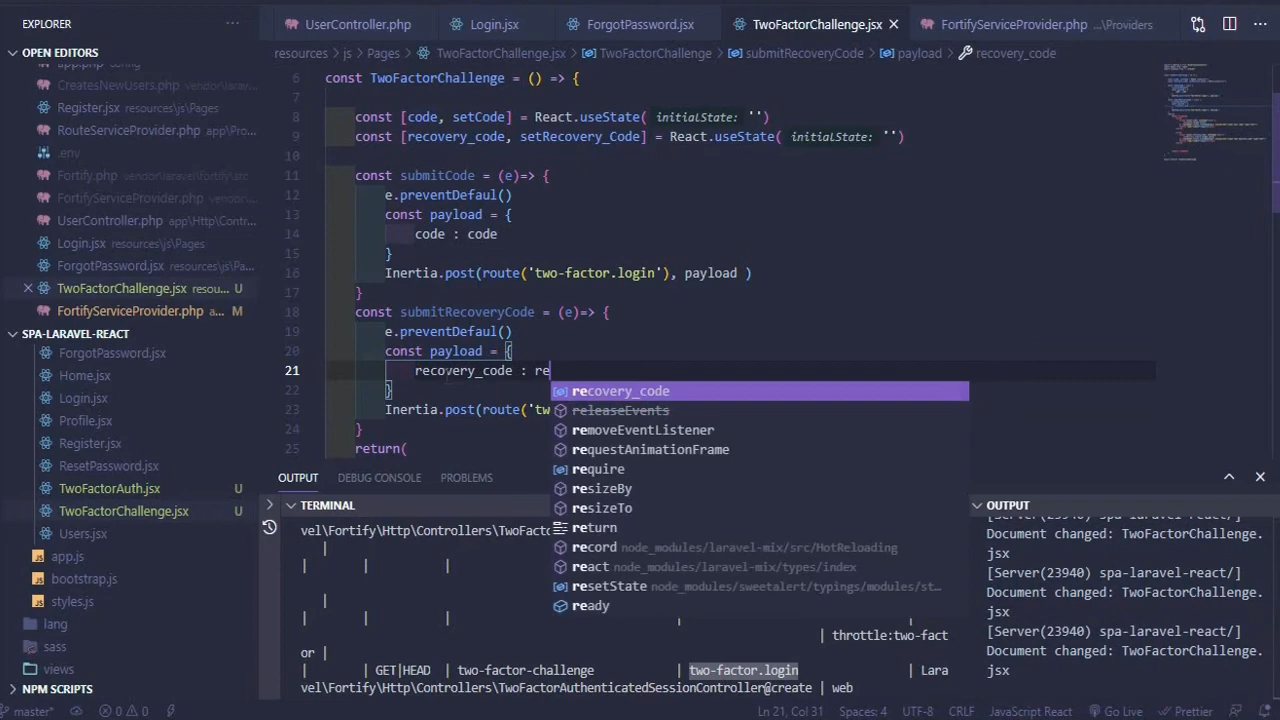 EXPLORER
UserController.php
Login.jsx
ForgotPassword.jsx
TwoFactorChallenge.jsx
FortifyServiceProvider.php ...\Providers
OPEN EDITORS
resources > js > Pages > TwoFactorChallenge.jsx > TwoFactorChallenge > submitRecoveryCode > payload > recovery_code
CreatesNewUsers.php vendor\larav...
Register.jsx resources\js\Pages
RouteServiceProvider.php app\Pro...
.env
Fortify.php vendor\laravel\fortify\src
FortifyServiceProvider.php vendor\...
UserController.php app\Http\Contr...
Login.jsx resources\js\Pages
ForgotPassword.jsx resources\js\Pa...
TwoFactorChallenge.jsx resou... U
FortifyServiceProvider.php a... M
SPA-LARAVEL-REACT
ForgotPassword.jsx
Home.jsx
Login.jsx
Profile.jsx
Register.jsx
ResetPassword.jsx
TwoFactorAuth.jsx U
TwoFactorChallenge.jsx U
Users.jsx
app.js
bootstrap.js
styles.js
lang
sass
views
NPM SCRIPTS
6 const TwoFactorChallenge = () => {
7
8 const [code, setCode] = React.useState( initialState: '')
9 const [recovery_code, setRecovery_Code] = React.useState( initialState: '')
10
11 const submitCode = (e)=> {
12 e.preventDefaul()
13 const payload = {
14 code : code
15 }
16 Inertia.post(route('two-factor.login'), payload )
17 }
18 const submitRecoveryCode = (e)=> {
19 e.preventDefaul()
20 const payload = {
21 recovery_code : re
22 }
23 Inertia.post(route('tw
24 }
25 return(
recovery_code
releaseEvents
removeEventListener
requestAnimationFrame
require
resizeBy
resizeTo
return
record node_modules/laravel-mix/src/HotReloading
react node_modules/laravel-mix/types/index
resetState node_modules/sweetalert/typings/modules/st...
ready
OUTPUT
DEBUG CONSOLE
PROBLEMS
TERMINAL
vel\Fortify\Http\Controllers\TwoFacto
|
| | |
|
| | | |
| throttle:two-fact
or |
| | GET|HEAD | two-factor-challenge | two-factor.login | Lara
vel\Fortify\Http\Controllers\TwoFactorAuthenticatedSessionController@create | web
OUTPUT
[Server(23940) spa-laravel-react/]
Document changed: TwoFactorChallenge.
jsx
[Server(23940) spa-laravel-react/]
Document changed: TwoFactorChallenge.
jsx
[Server(23940) spa-laravel-react/]
Document changed: TwoFactorChallenge.
jsx
master* 0 0 Ln 21, Col 31 Spaces: 4 UTF-8 CRLF JavaScript React Go Live Prettier